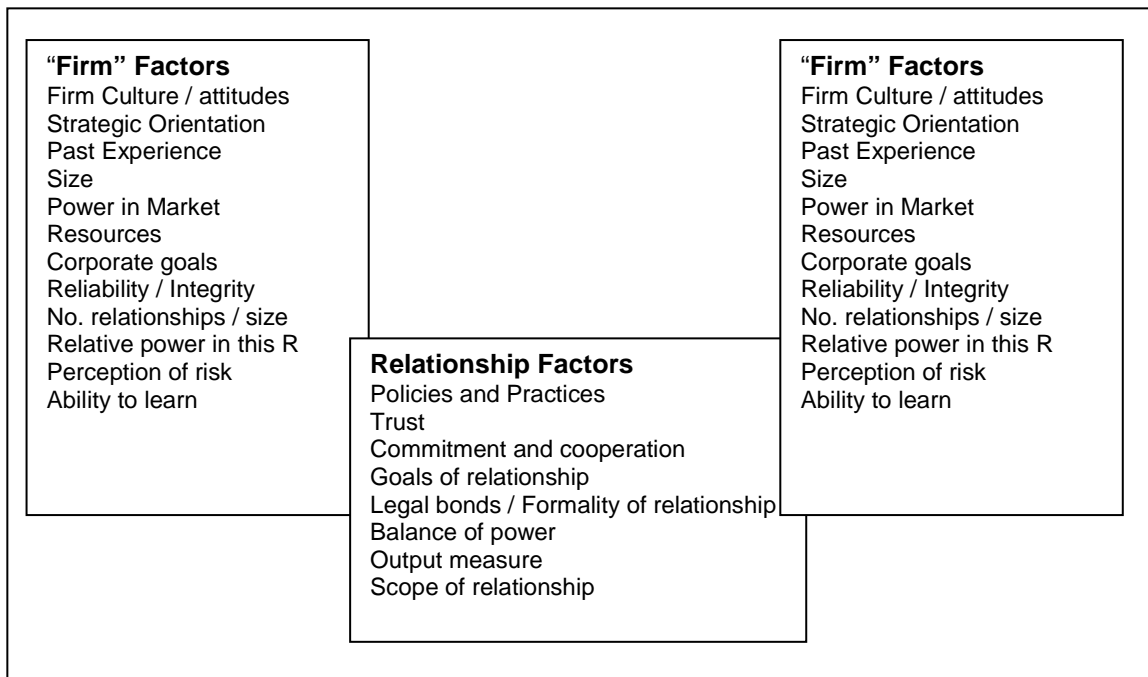 “Firm” Factors
Firm Culture / attitudes
Strategic Orientation
Past Experience
Size
Power in Market
Resources
Corporate goals
Reliability / Integrity
No. relationships / size
Relative power in this R
Perception of risk
Ability to learn
Relationship Factors
Policies and Practices
Trust
Commitment and cooperation
Goals of relationship
Legal bonds / Formality of relationship
Balance of power
Output measure
Scope of relationship
“Firm” Factors
Firm Culture / attitudes
Strategic Orientation
Past Experience
Size
Power in Market
Resources
Corporate goals
Reliability / Integrity
No. relationships / size
Relative power in this R
Perception of risk
Ability to learn